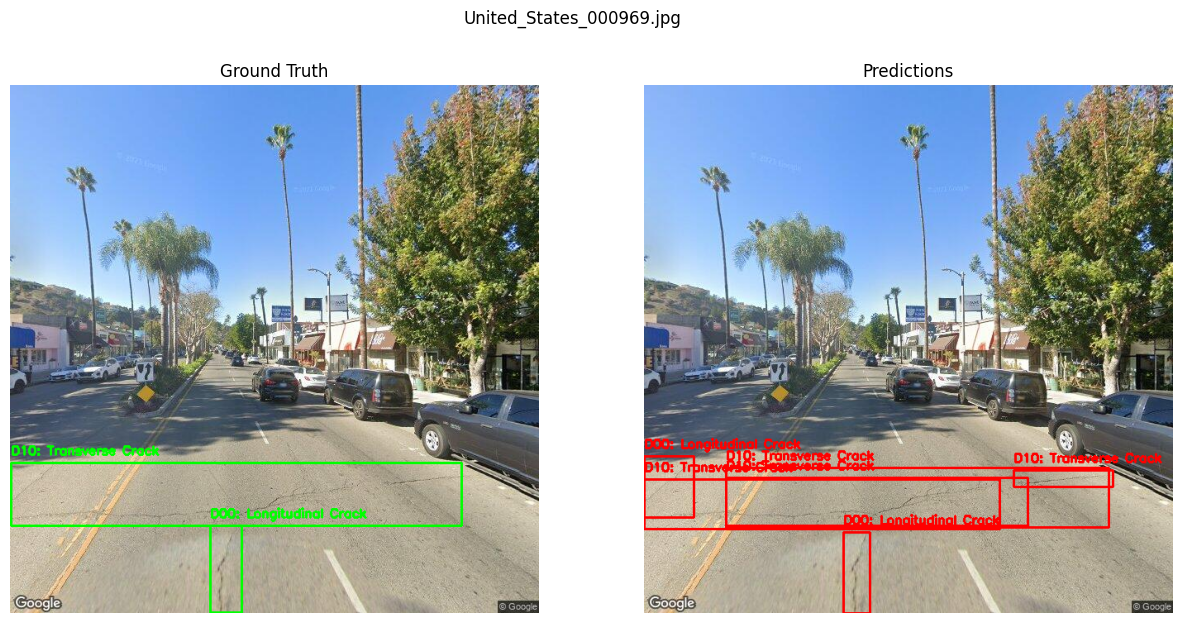 United_States_000969.jpg
Ground Truth
Predictions
D10: Transverse Crack
D00: Longitudinal Crack
Google
© Google
D00: Longitudinal Crack
D10: Transverse Crack
D10: Transverse Crack
D10: Transverse Crack
D10: Transverse Crack
D00: Longitudinal Crack
Google
© Google